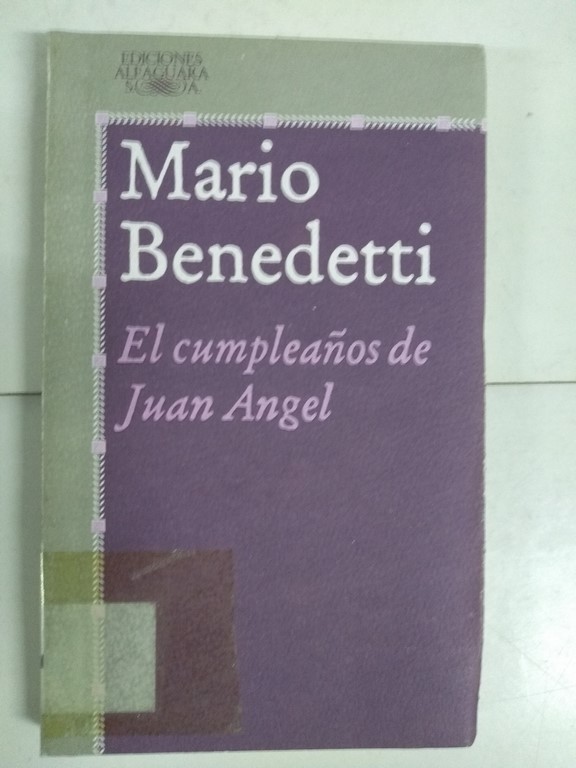 EDICIONES
ALFAGUARA
S.A.
Mario
Benedetti
El cumpleaños de
Juan Angel